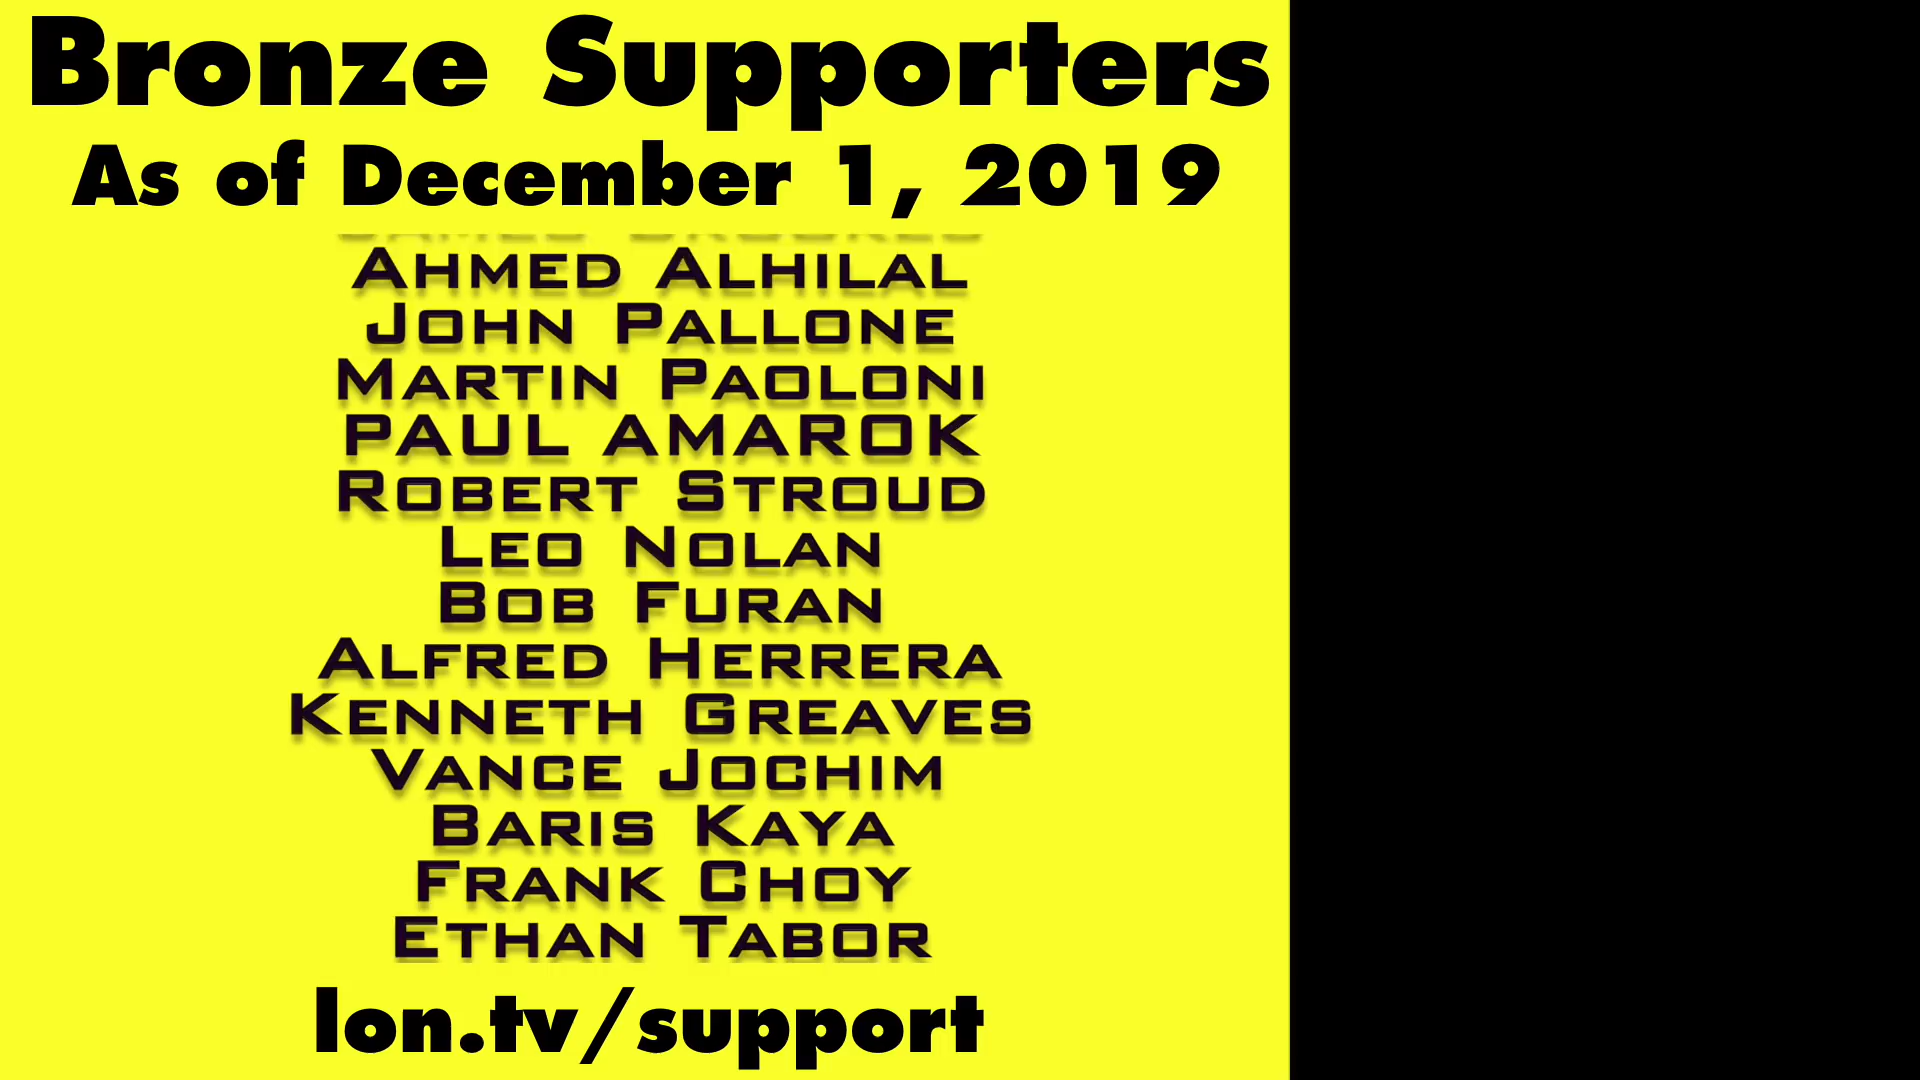 Bronze Supporters
As of December 1, 2019
Ahmed Alhilal
John Pallone
Martin Paoloni
PAUL AMAROK
Robert Stroud
Leo Nolan
Bob Furan
Alfred Herrera
Kenneth Greaves
Vance Jochim
Baris Kaya
Frank Choy
Ethan Tabor
lon.tv/support